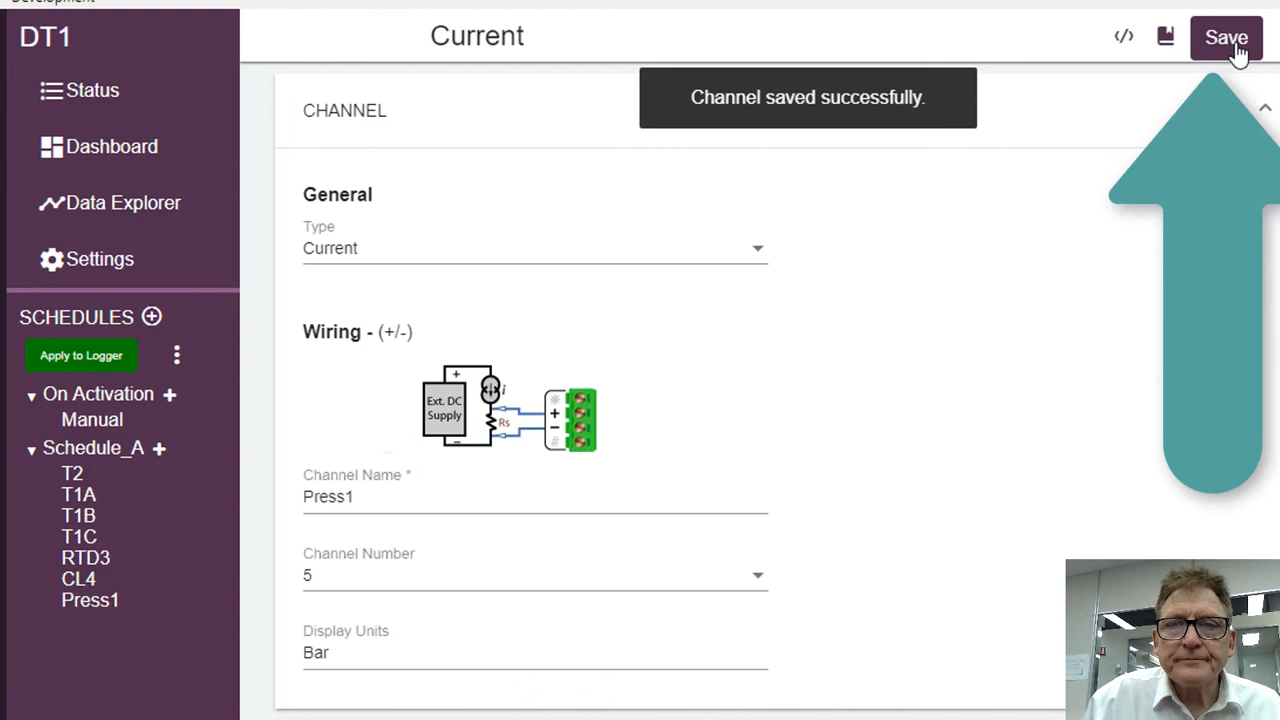 DT1
Current
</>
Save
Channel saved successfully.
Status
Dashboard
Data Explorer
Settings
SCHEDULES
Apply to Logger
On Activation +
Manual
Schedule_A +
T2
T1A
T1B
T1C
RTD3
CL4
Press1
CHANNEL
General
Type
Current
Wiring - (+/-)
+
Ext. DC
Supply
−
i
Rs
*
+
−
#
Channel Name *
Press1
Channel Number
5
Display Units
Bar